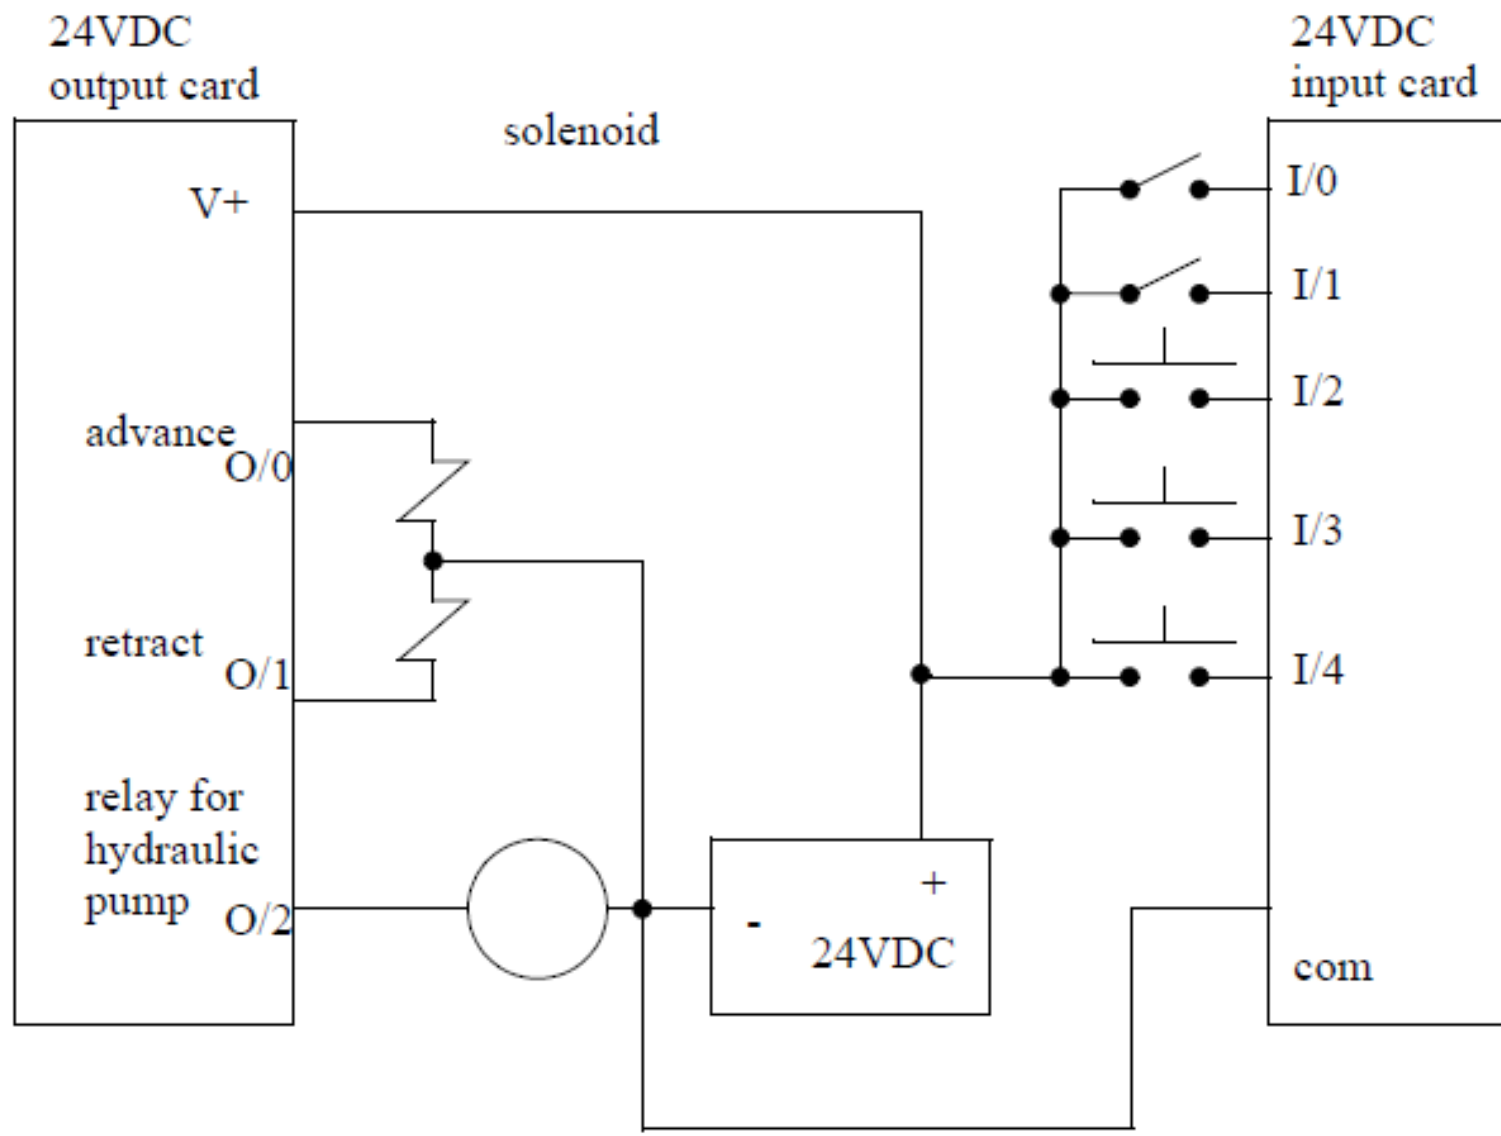 24VDC
output card
24VDC
input card
solenoid
V+
I/0
I/1
I/2
I/3
I/4
advance
O/0
retract
O/1
relay for
hydraulic
pump
O/2
+
-
24VDC
com